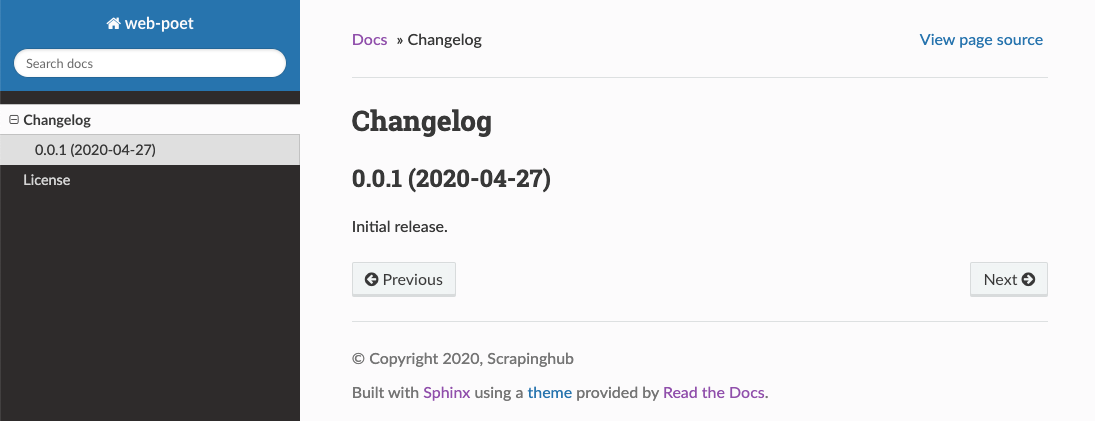 web-poet
Search docs
Changelog
0.0.1 (2020-04-27)
License
Docs » Changelog
View page source
Changelog
0.0.1 (2020-04-27)
Initial release.
Previous
Next
© Copyright 2020, Scrapinghub
Built with Sphinx using a theme provided by Read the Docs.